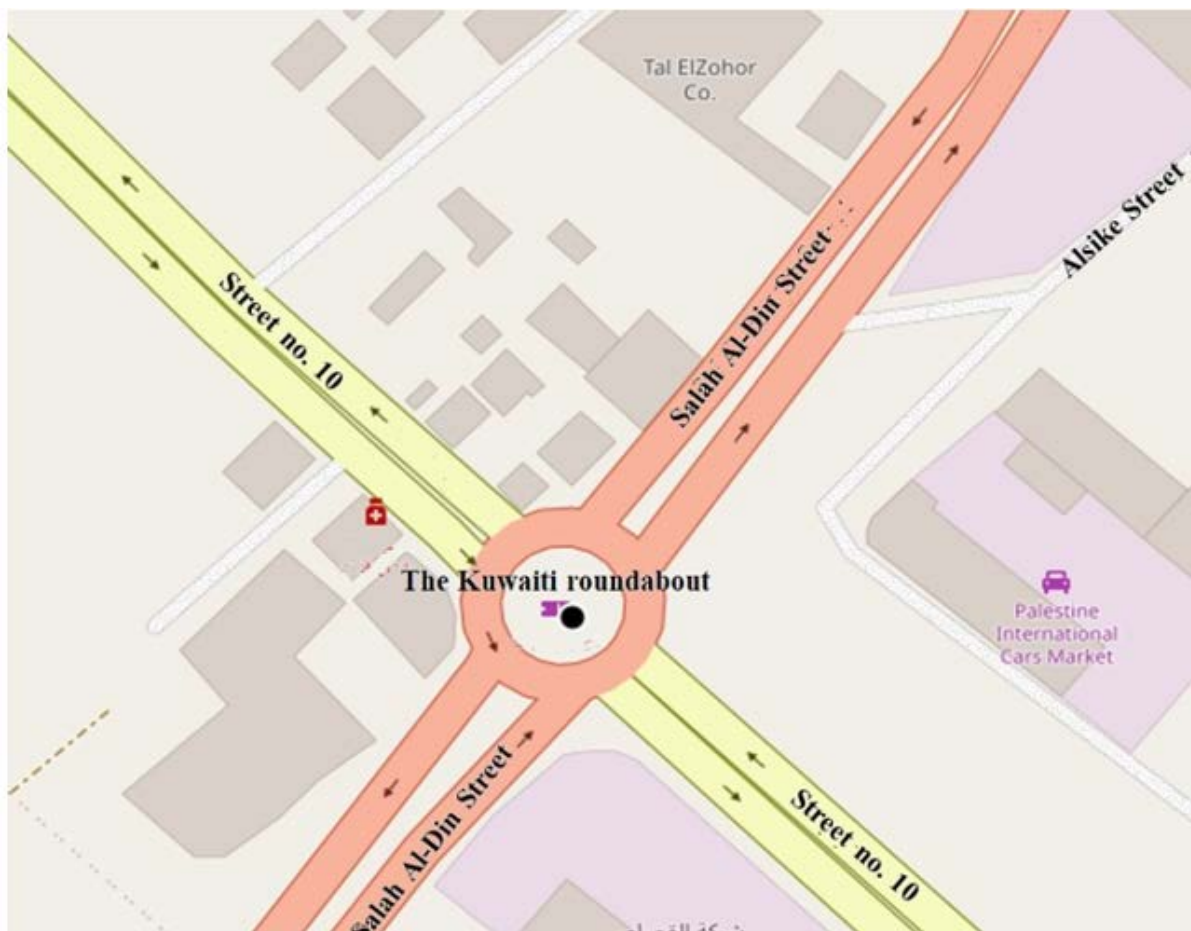 Tal ElZohor
Co.
Alsike Street
Salah Al-Din Street
Street no. 10
The Kuwaiti roundabout
Palestine
International
Cars Market
Salah Al-Din Street
Street no. 10
شركة